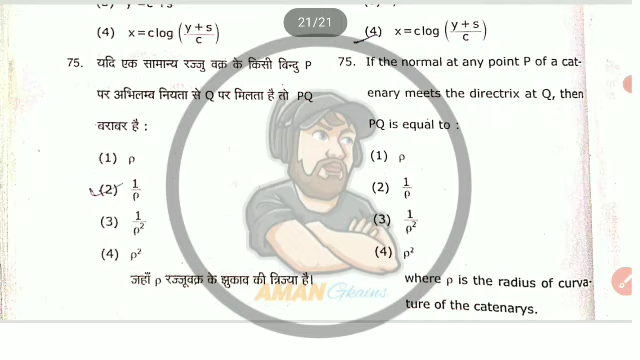 21/21
(4) x=clog (y+s/c)
(4) x=clog (y+s/c)
75. यदि एक सामान्य रज्जु वक्र के किसी बिन्दु P
पर अभिलम्ब नियता से Q पर मिलता है तो PQ
बराबर है :
(1) ρ
(2) 1/ρ
(3) 1/ρ²
(4) ρ²
जहाँ ρ रज्जूवक्र के झुकाव की त्रिज्या है।
75. If the normal at any point P of a cat-
enary meets the directrix at Q, then
PQ is equal to :
(1) ρ
(2) 1/ρ
(3) 1/ρ²
(4) ρ²
where ρ is the radius of curva-
ture of the catenarys.
AMAN Gkains